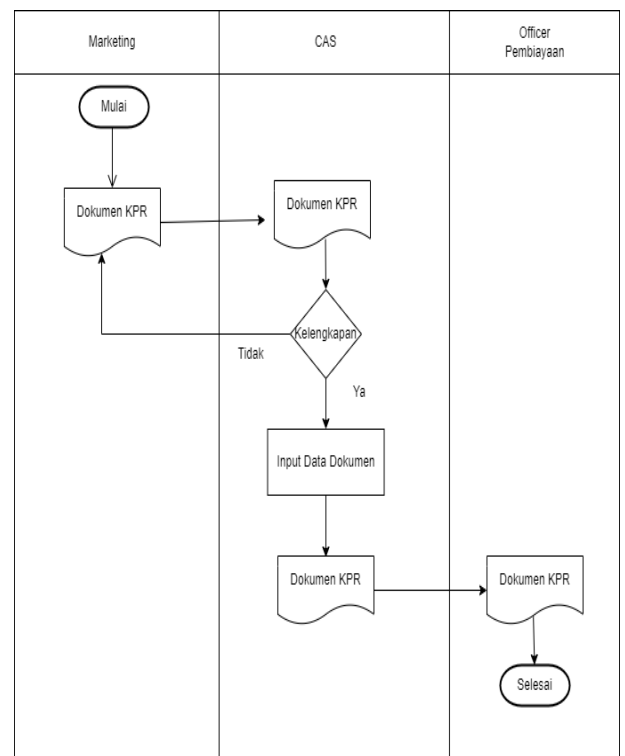 Marketing
CAS
Officer
Pembiayaan
Mulai
Dokumen KPR
Dokumen KPR
Kelengkapan
Tidak
Ya
Input Data Dokumen
Dokumen KPR
Dokumen KPR
Selesai